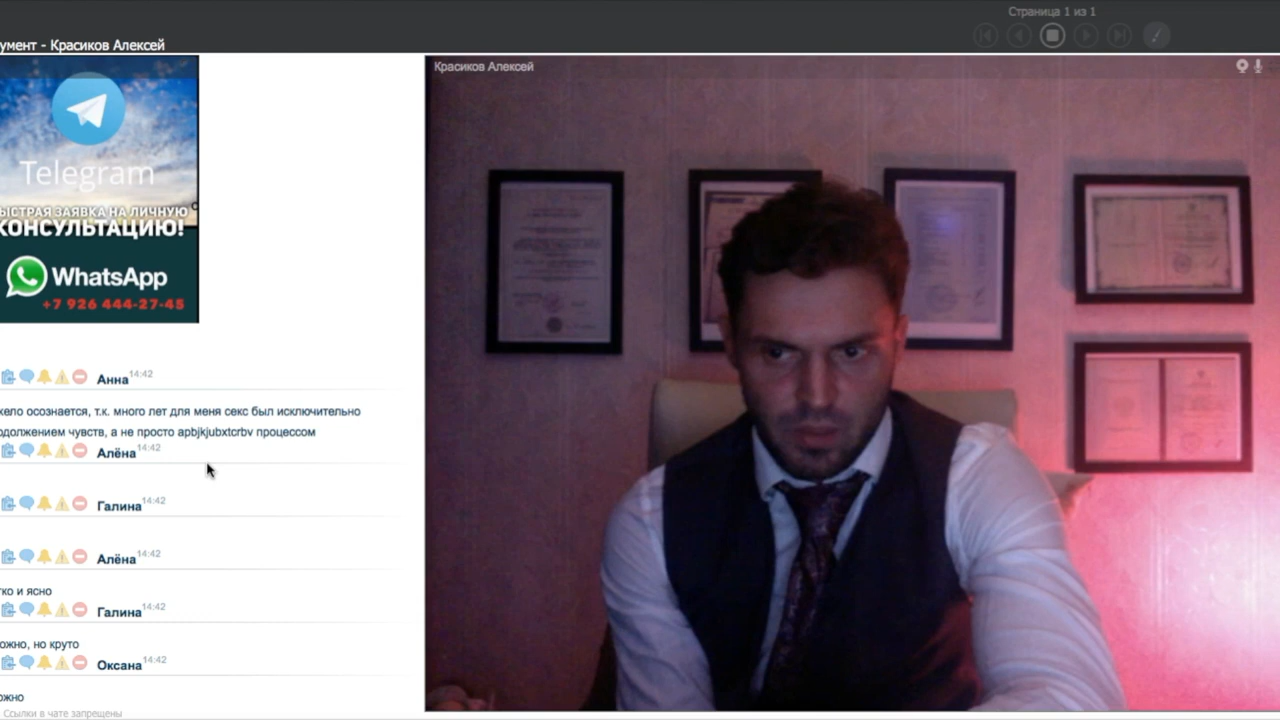 Страница 1 из 1
умент - Красиков Алексей
Красиков Алексей
Telegram
ЫСТРАЯ ЗАЯВКА НА ЛИЧНУЮ
КОНСУЛЬТАЦИЮ!
WhatsApp
+7 926 444-27-45
Анна 14:42
жело осознается, т.к. много лет для меня секс был исключительно
одолжением чувств, а не просто apbjkjubxtcrbv процессом
Алёна 14:42
Галина 14:42
Алёна 14:42
тко и ясно
Галина 14:42
ожно, но круто
Оксана 14:42
ожно
Ссылки в чате запрещены